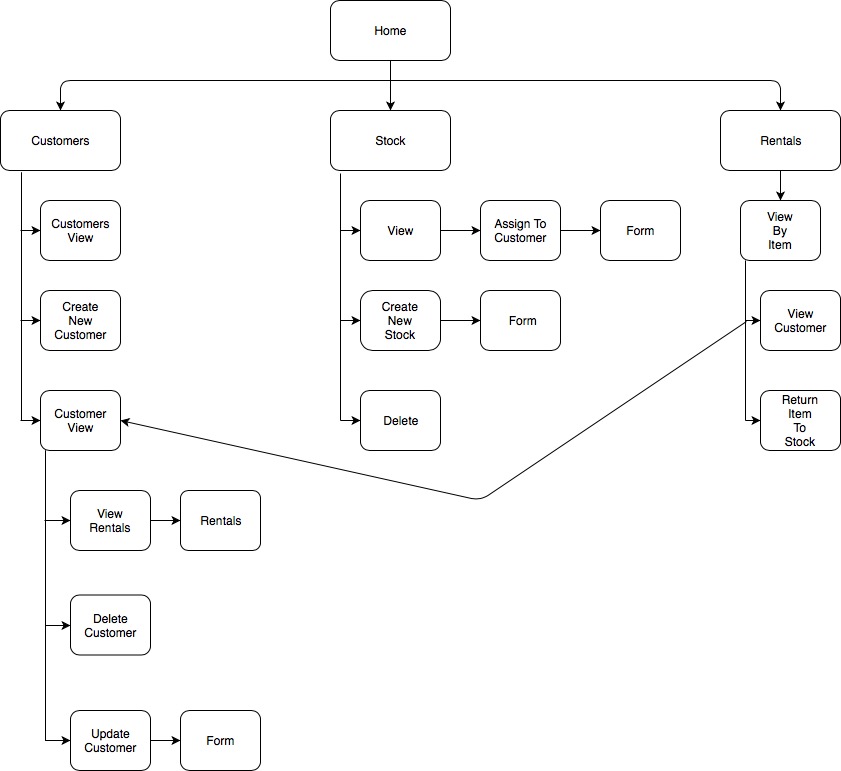 Home
Customers
Stock
Rentals
Customers
View
View
Assign To
Customer
Form
View
By
Item
Create
New
Customer
Create
New
Stock
Form
View
Customer
Customer
View
Delete
Return
Item
To
Stock
View
Rentals
Rentals
Delete
Customer
Update
Customer
Form